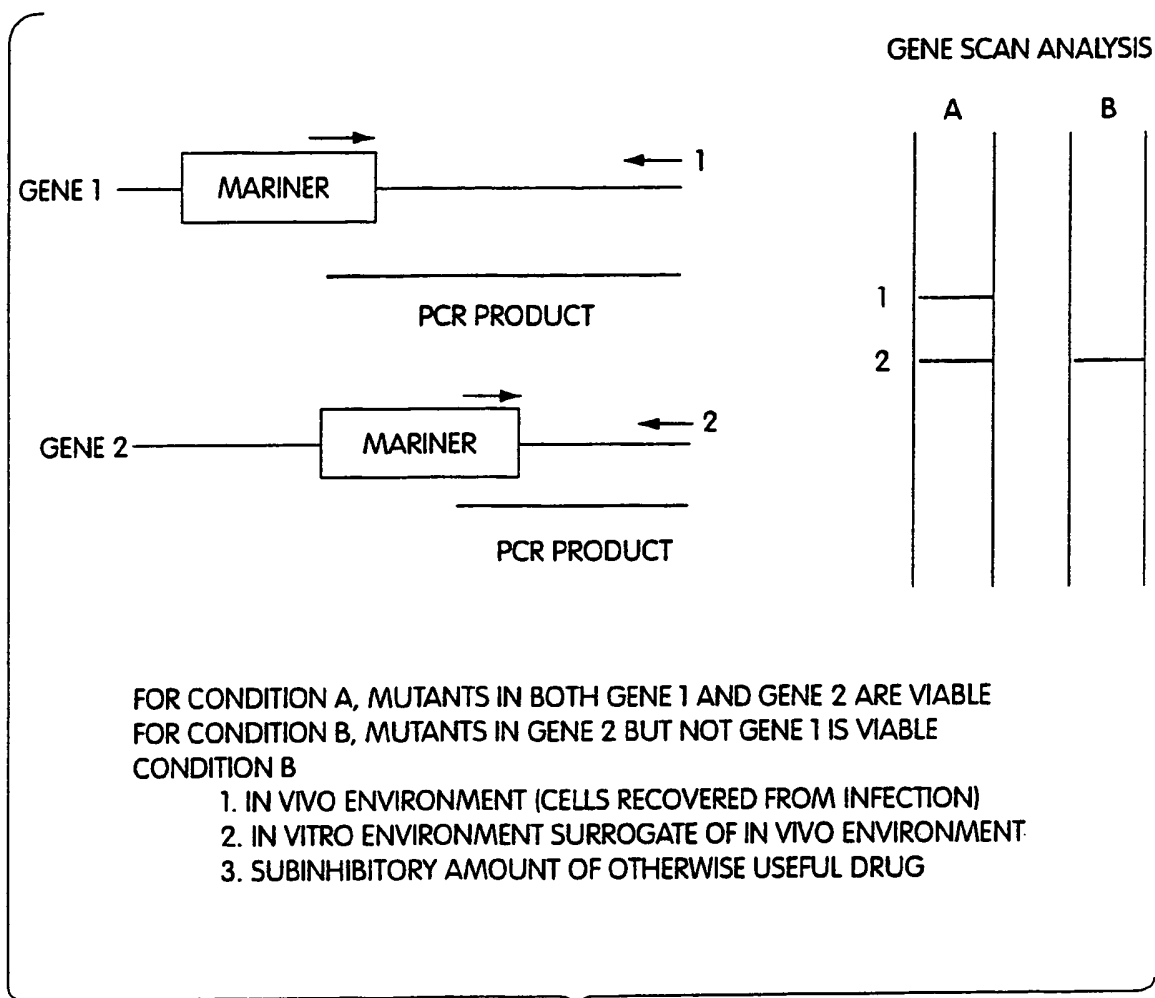 GENE SCAN ANALYSIS
A B
GENE 1 MARINER 1
PCR PRODUCT
1
2
GENE 2 MARINER 2
PCR PRODUCT
FOR CONDITION A, MUTANTS IN BOTH GENE 1 AND GENE 2 ARE VIABLE
FOR CONDITION B, MUTANTS IN GENE 2 BUT NOT GENE 1 IS VIABLE
CONDITION B
1. IN VIVO ENVIRONMENT (CELLS RECOVERED FROM INFECTION)
2. IN VITRO ENVIRONMENT SURROGATE OF IN VIVO ENVIRONMENT
3. SUBINHIBITORY AMOUNT OF OTHERWISE USEFUL DRUG